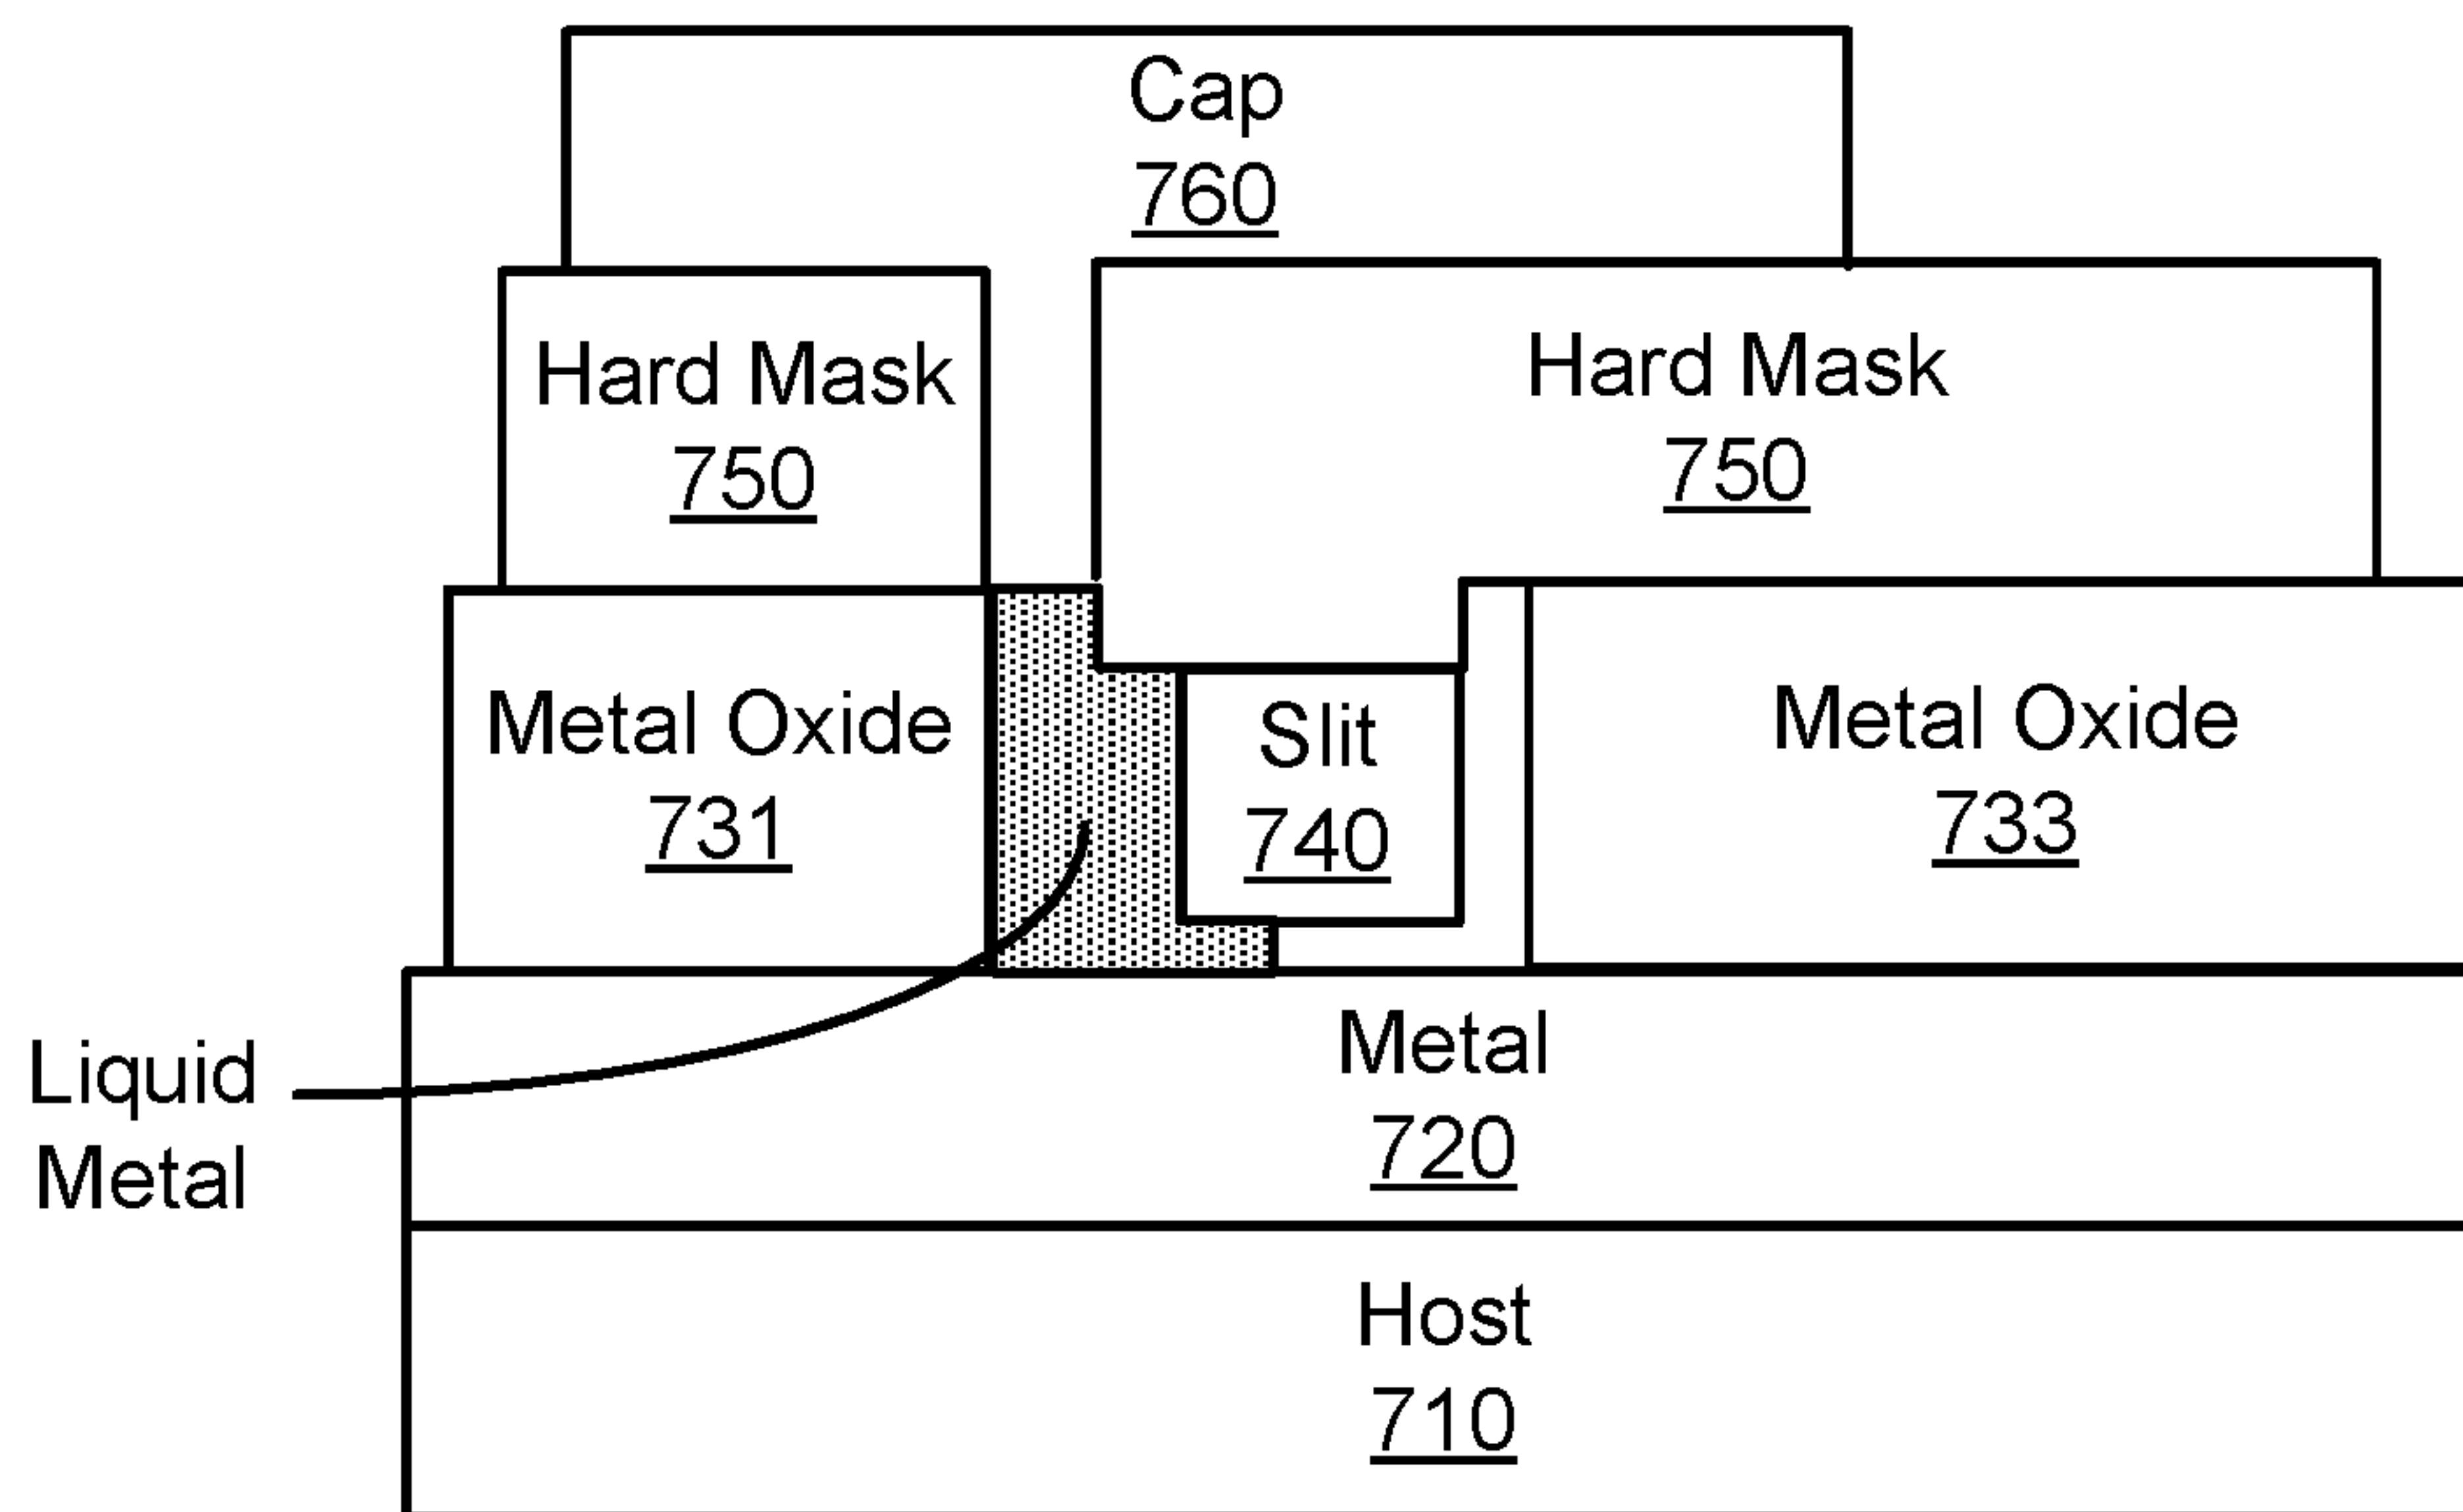 Cap
760
Hard Mask
750
Hard Mask
750
Metal Oxide
731
Slit
740
Metal Oxide
733
Liquid
Metal
Metal
720
Host
710